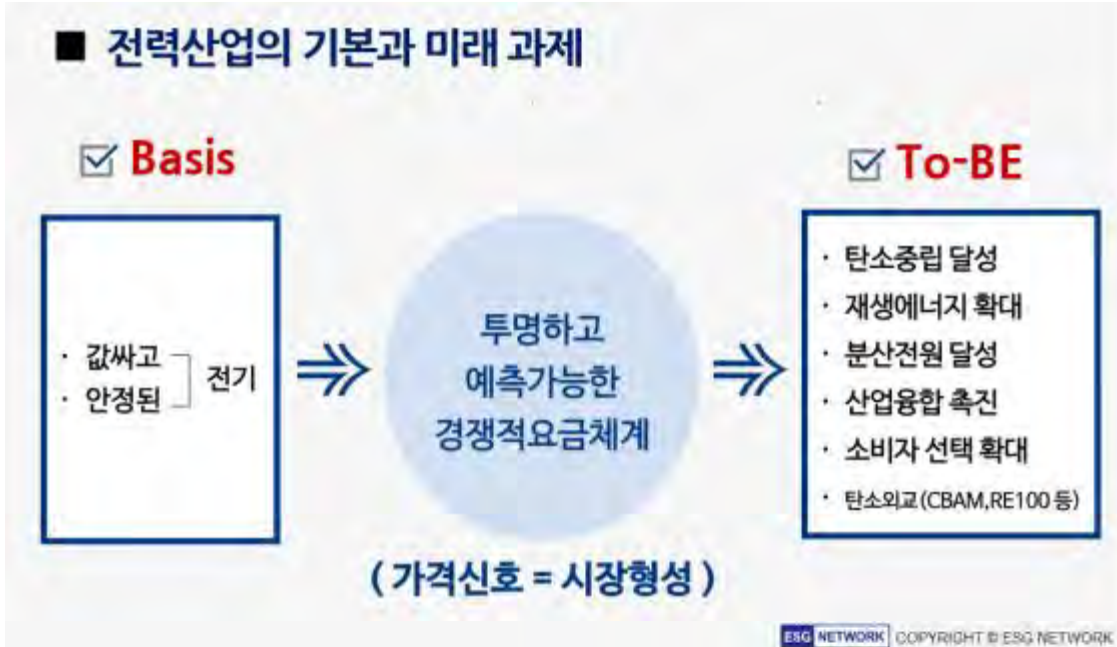 ■ 전력산업의 기본과 미래 과제
☑ Basis
· 값싸고
· 안정된
전기
투명하고
예측가능한
경쟁적요금체계
( 가격신호 = 시장형성 )
☑ To-BE
· 탄소중립 달성
· 재생에너지 확대
· 분산전원 달성
· 산업융합 촉진
· 소비자 선택 확대
· 탄소외교(CBAM,RE100 등)
ESG NETWORK COPYRIGHT © ESG NETWORK